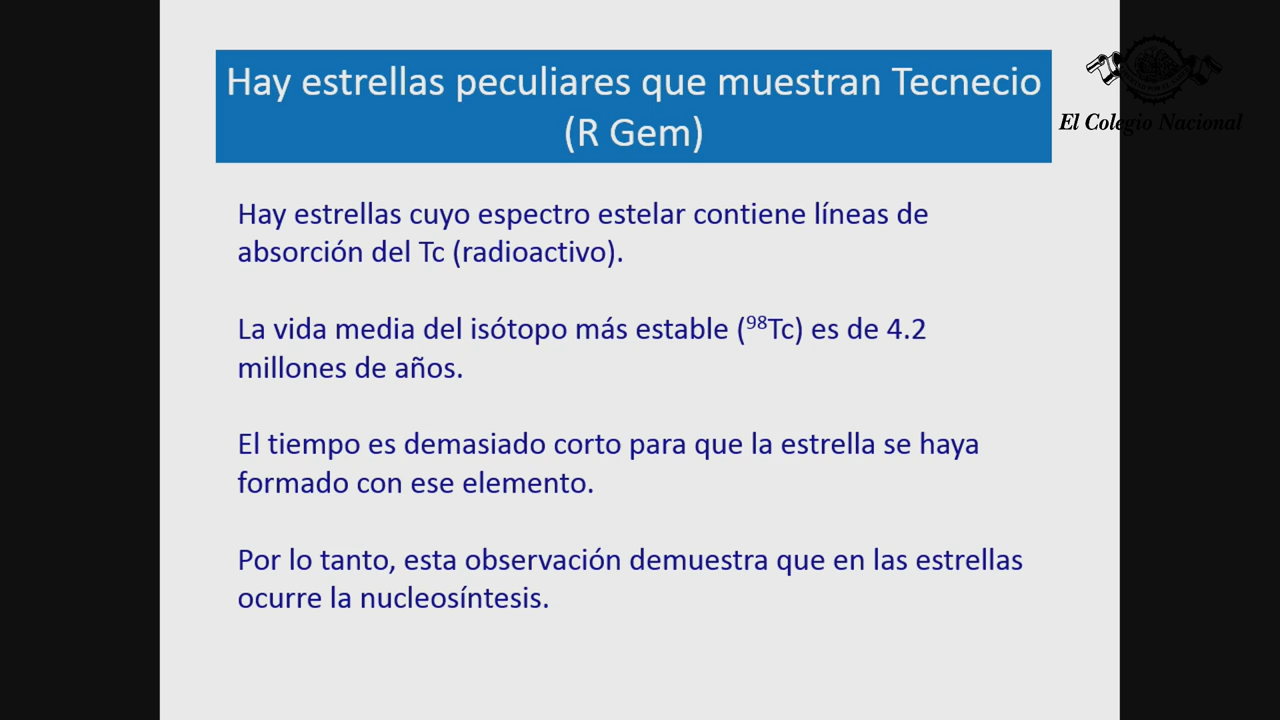 Hay estrellas peculiares que muestran Tecnecio
(R Gem)
El Colegio Nacional
Hay estrellas cuyo espectro estelar contiene líneas de
absorción del Tc (radioactivo).
La vida media del isótopo más estable (⁹⁸Tc) es de 4.2
millones de años.
El tiempo es demasiado corto para que la estrella se haya
formado con ese elemento.
Por lo tanto, esta observación demuestra que en las estrellas
ocurre la nucleosíntesis.